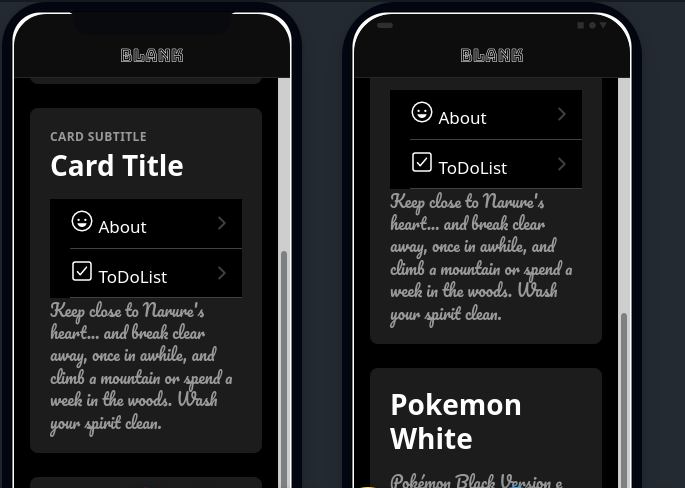 BLANK
CARD SUBTITLE
Card Title
About
ToDoList
Keep close to Narure's
heart... and break clear
away, once in awhile, and
climb a mountain or spend a
week in the woods. Wash
your spirit clean.
BLANK
About
ToDoList
Keep close to Narure's
heart... and break clear
away, once in awhile, and
climb a mountain or spend a
week in the woods. Wash
your spirit clean.
Pokemon
White
Pokémon Black Version e